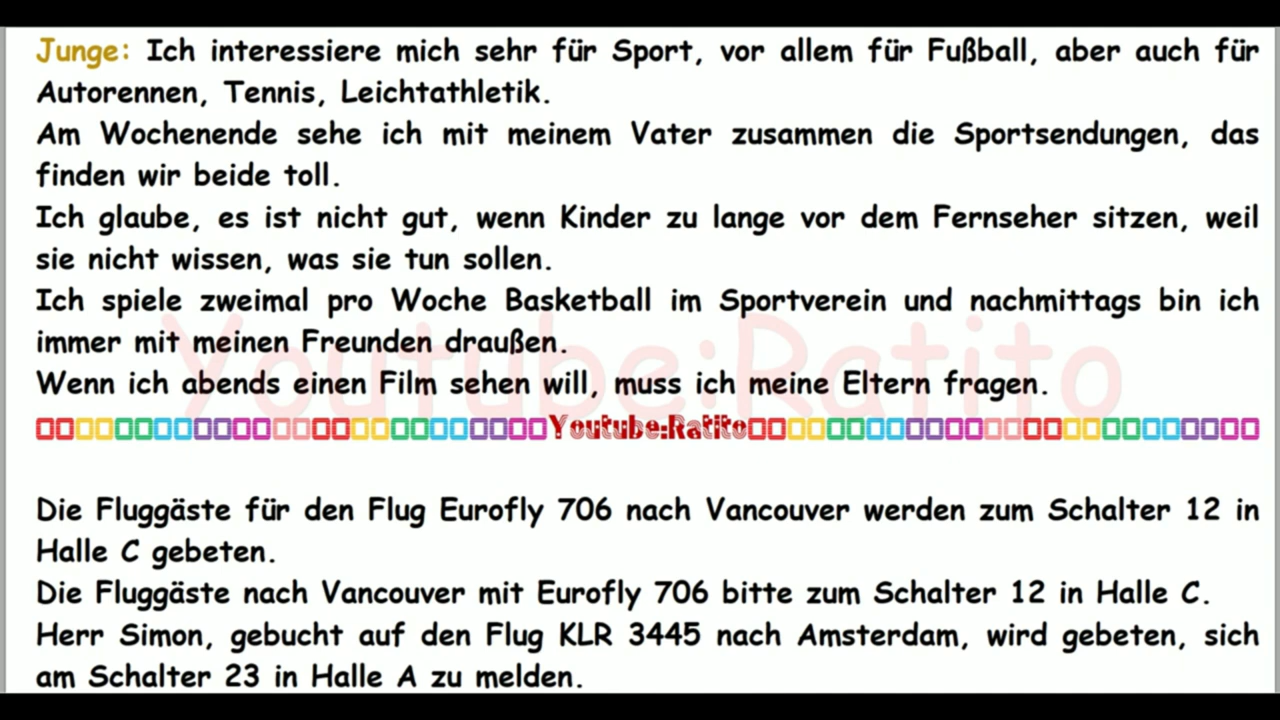 Junge: Ich interessiere mich sehr für Sport, vor allem für Fußball, aber auch für
Autorennen, Tennis, Leichtathletik.
Am Wochenende sehe ich mit meinem Vater zusammen die Sportsendungen, das
finden wir beide toll.
Ich glaube, es ist nicht gut, wenn Kinder zu lange vor dem Fernseher sitzen, weil
sie nicht wissen, was sie tun sollen.
Ich spiele zweimal pro Woche Basketball im Sportverein und nachmittags bin ich
immer mit meinen Freunden draußen.
Youtube:Ratito
Wenn ich abends einen Film sehen will, muss ich meine Eltern fragen.
Youtube:Ratito
Die Fluggäste für den Flug Eurofly 706 nach Vancouver werden zum Schalter 12 in
Halle C gebeten.
Die Fluggäste nach Vancouver mit Eurofly 706 bitte zum Schalter 12 in Halle C.
Herr Simon, gebucht auf den Flug KLR 3445 nach Amsterdam, wird gebeten, sich
am Schalter 23 in Halle A zu melden.